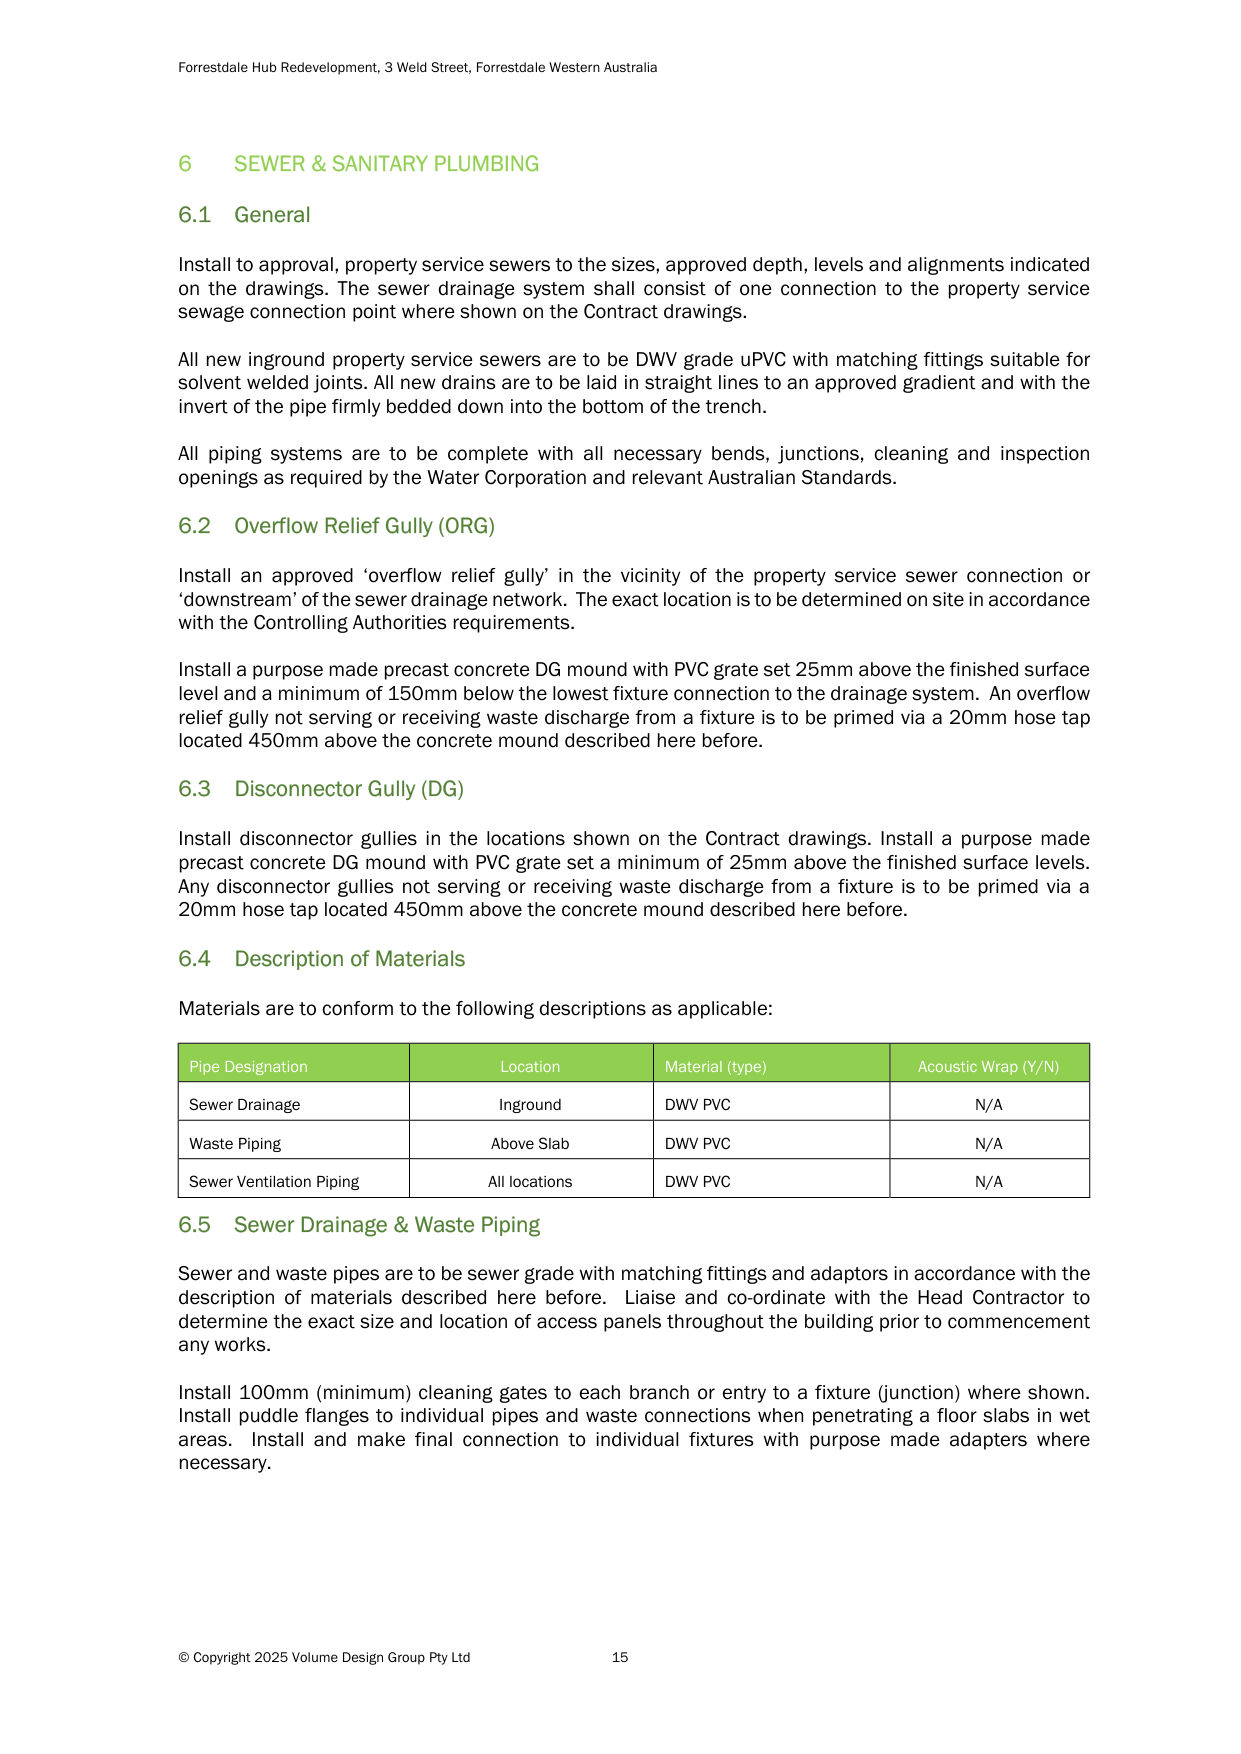 Forrestdale Hub Redevelopment, 3 Weld Street, Forrestdale Western Australia
6 SEWER & SANITARY PLUMBING
6.1 General
Install to approval, property service sewers to the sizes, approved depth, levels and alignments indicated
on the drawings. The sewer drainage system shall consist of one connection to the property service
sewage connection point where shown on the Contract drawings.
All new inground property service sewers are to be DWV grade uPVC with matching fittings suitable for
solvent welded joints. All new drains are to be laid in straight lines to an approved gradient and with the
invert of the pipe firmly bedded down into the bottom of the trench.
All piping systems are to be complete with all necessary bends, junctions, cleaning and inspection
openings as required by the Water Corporation and relevant Australian Standards.
6.2 Overflow Relief Gully (ORG)
Install an approved ‘overflow relief gully’ in the vicinity of the property service sewer connection or
‘downstream’ of the sewer drainage network. The exact location is to be determined on site in accordance
with the Controlling Authorities requirements.
Install a purpose made precast concrete DG mound with PVC grate set 25mm above the finished surface
level and a minimum of 150mm below the lowest fixture connection to the drainage system. An overflow
relief gully not serving or receiving waste discharge from a fixture is to be primed via a 20mm hose tap
located 450mm above the concrete mound described here before.
6.3 Disconnector Gully (DG)
Install disconnector gullies in the locations shown on the Contract drawings. Install a purpose made
precast concrete DG mound with PVC grate set a minimum of 25mm above the finished surface levels.
Any disconnector gullies not serving or receiving waste discharge from a fixture is to be primed via a
20mm hose tap located 450mm above the concrete mound described here before.
6.4 Description of Materials
Materials are to conform to the following descriptions as applicable:
Pipe Designation Location Material (type) Acoustic Wrap (Y/N)
Sewer Drainage Inground DWV PVC N/A
Waste Piping Above Slab DWV PVC N/A
Sewer Ventilation Piping All locations DWV PVC N/A
6.5 Sewer Drainage & Waste Piping
Sewer and waste pipes are to be sewer grade with matching fittings and adaptors in accordance with the
description of materials described here before. Liaise and co-ordinate with the Head Contractor to
determine the exact size and location of access panels throughout the building prior to commencement
any works.
Install 100mm (minimum) cleaning gates to each branch or entry to a fixture (junction) where shown.
Install puddle flanges to individual pipes and waste connections when penetrating a floor slabs in wet
areas. Install and make final connection to individual fixtures with purpose made adapters where
necessary.
© Copyright 2025 Volume Design Group Pty Ltd 15